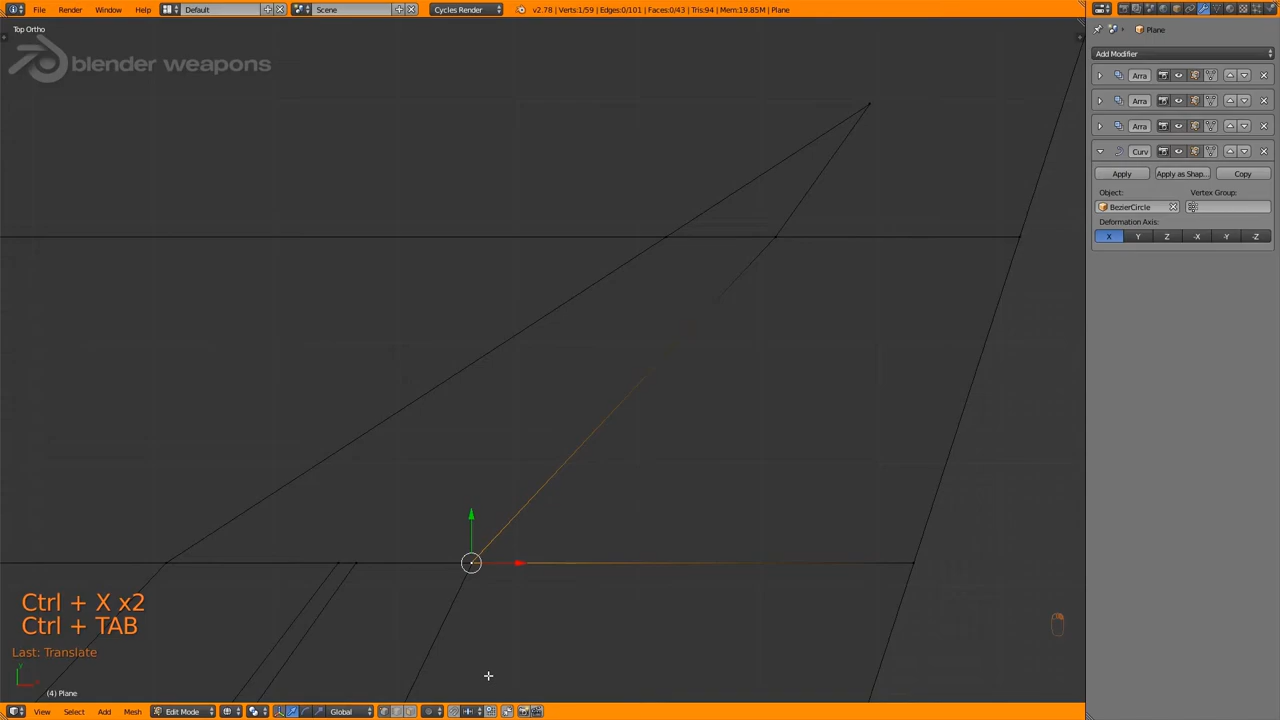 File Render Window Help Default Scene Cycles Render v2.78 | Verts:1/59 | Edges:0/101 | Faces:0/43 | Tris:94 | Mem:19.85M | Plane
Top Ortho
blender weapons
Plane
Add Modifier
Arra
Arra
Arra
Curv
Apply Apply as Shap... Copy
Object: Vertex Group:
BezierCircle
Deformation Axis:
X Y Z -X -Y -Z
Ctrl + X x2
Ctrl + TAB
Last: Translate
(4) Plane
View Select Add Mesh Edit Mode Global